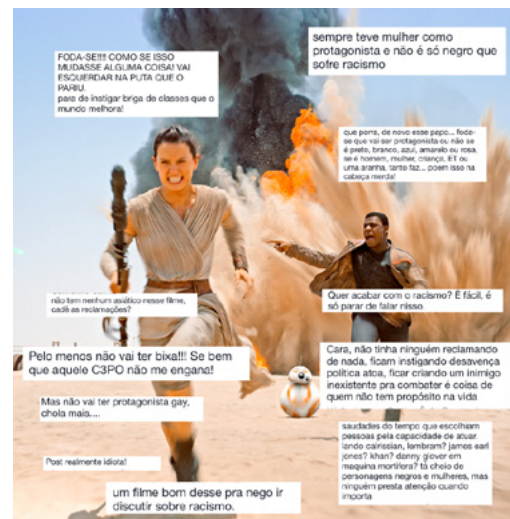 FODA-SE!!!! COMO SE ISSO
MUDASSE ALGUMA COISA! VAI
ESQUERDAR NA PUTA QUE O
PARIU.
para de instigar briga de classes que o
mundo melhora!
sempre teve mulher como
protagonista e não é só negro que
sofre racismo
que porra, de novo esse papo... foda-
se que vai ser protagonista ou não se
é preto, branco, azul, amarelo ou rosa,
se é homem, mulher, criança, ET ou
uma aranha, tanto faz... poem isso na
cabeça merda!
não tem nenhum asiático nesse filme,
cadê as reclamações?
Quer acabar com o racismo? É fácil, é
só parar de falar nisso.
Pelo menos não vai ter bixa!!! Se bem
que aquele C3PO não me engana!
Cara, não tinha ninguém reclamando
de nada, ficam instigando desavença
política atoa, ficar criando um inimigo
inexistente pra combater é coisa de
quem não tem propósito na vida
Mas não vai ter protagonista gay,
chola mais....
saudades do tempo que escolhiam
pessoas pela capacidade de atuar.
lando calrissian, lembram? james earl
jones? khan? danny glover em
maquina mortifera? tá cheio de
personagens negros e mulheres, mas
ninguém presta atenção quando
importa
Post realmente idiota!
um filme bom desse pra nego ir
discutir sobre racismo.